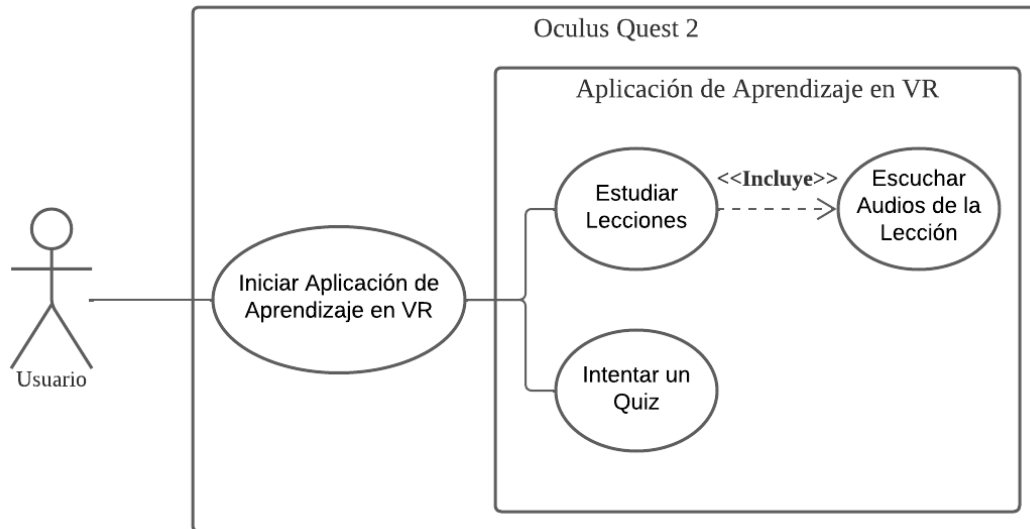 Oculus Quest 2
Aplicación de Aprendizaje en VR
Estudiar
Lecciones
<<Incluye>>
Escuchar
Audios de la
Lección
Iniciar Aplicación de
Aprendizaje en VR
Usuario
Intentar un
Quiz